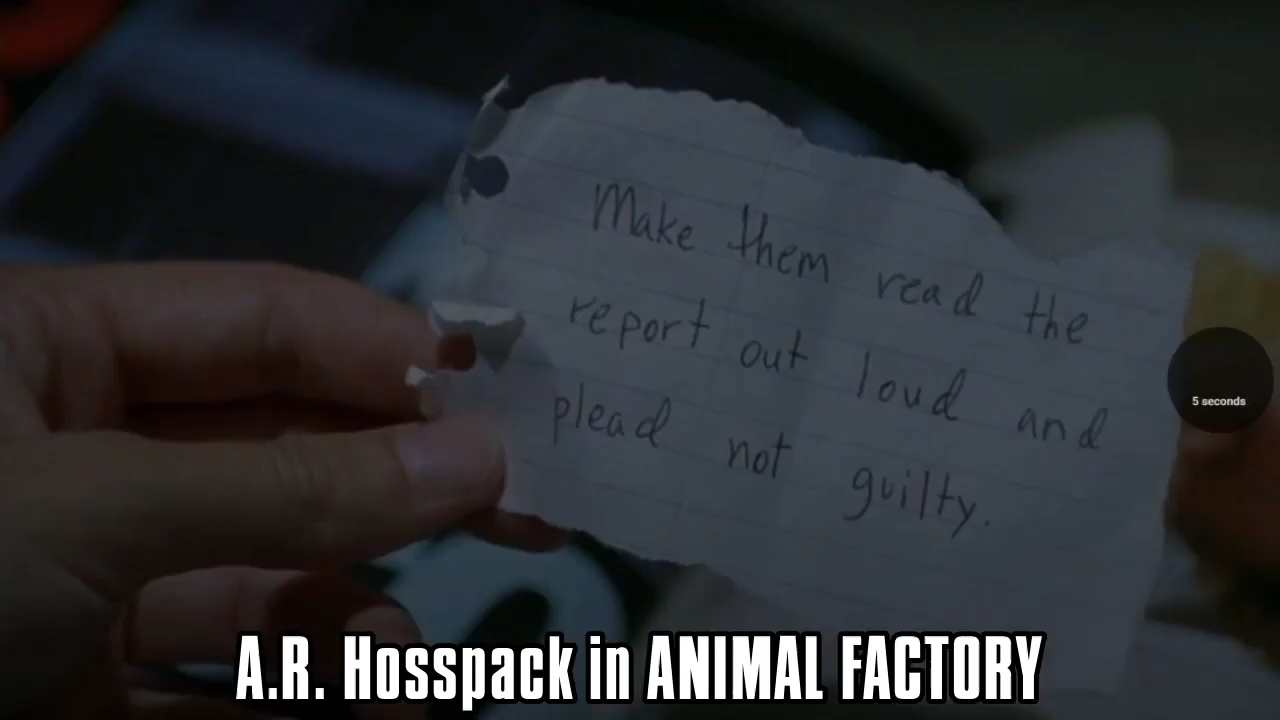 Make them read the
report out loud and
plead not guilty.
5 seconds
A.R. Hosspack in ANIMAL FACTORY